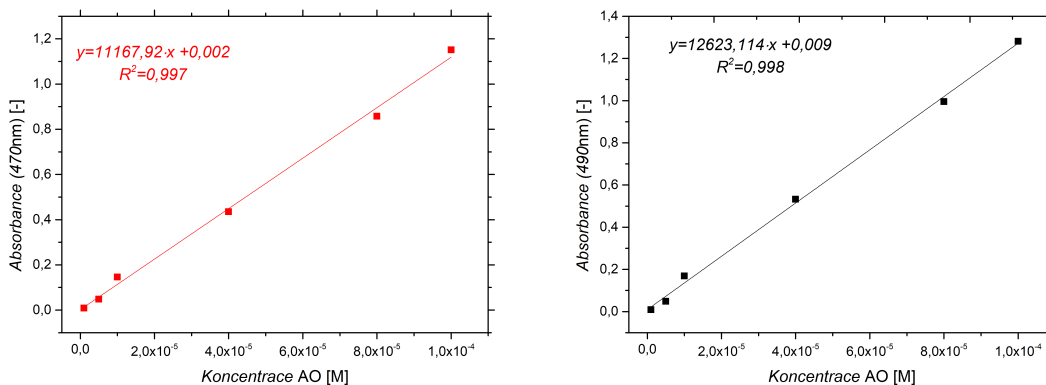 y=11167,92·x +0,002
R²=0,997
1,2
1,0
0,8
0,6
0,4
0,2
0,0
Absorbance (470nm) [-]
0,0
2,0x10⁻⁵
4,0x10⁻⁵
6,0x10⁻⁵
8,0x10⁻⁵
1,0x10⁻⁴
Koncentrace AO [M]
y=12623,114·x +0,009
R²=0,998
1,4
1,2
1,0
0,8
0,6
0,4
0,2
0,0
Absorbance (490nm) [-]
0,0
2,0x10⁻⁵
4,0x10⁻⁵
6,0x10⁻⁵
8,0x10⁻⁵
1,0x10⁻⁴
Koncentrace AO [M]